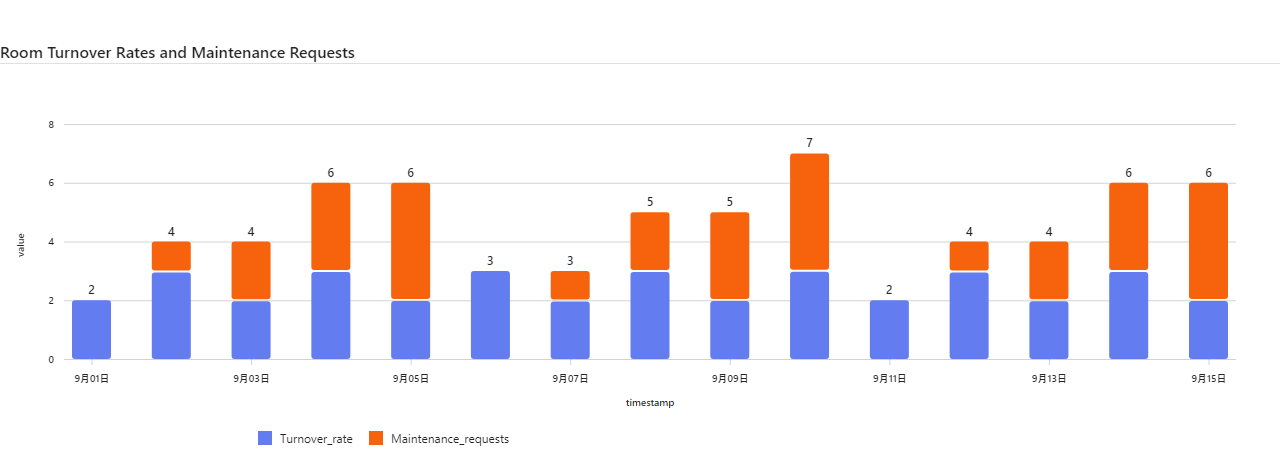 Room Turnover Rates and Maintenance Requests
8
7
6 6 6 6
6
5 5
value
4 4 4 4
4
3 3
2 2
2
0
9月01日 9月03日 9月05日 9月07日 9月09日 9月11日 9月13日 9月15日
timestamp
Turnover_rate Maintenance_requests